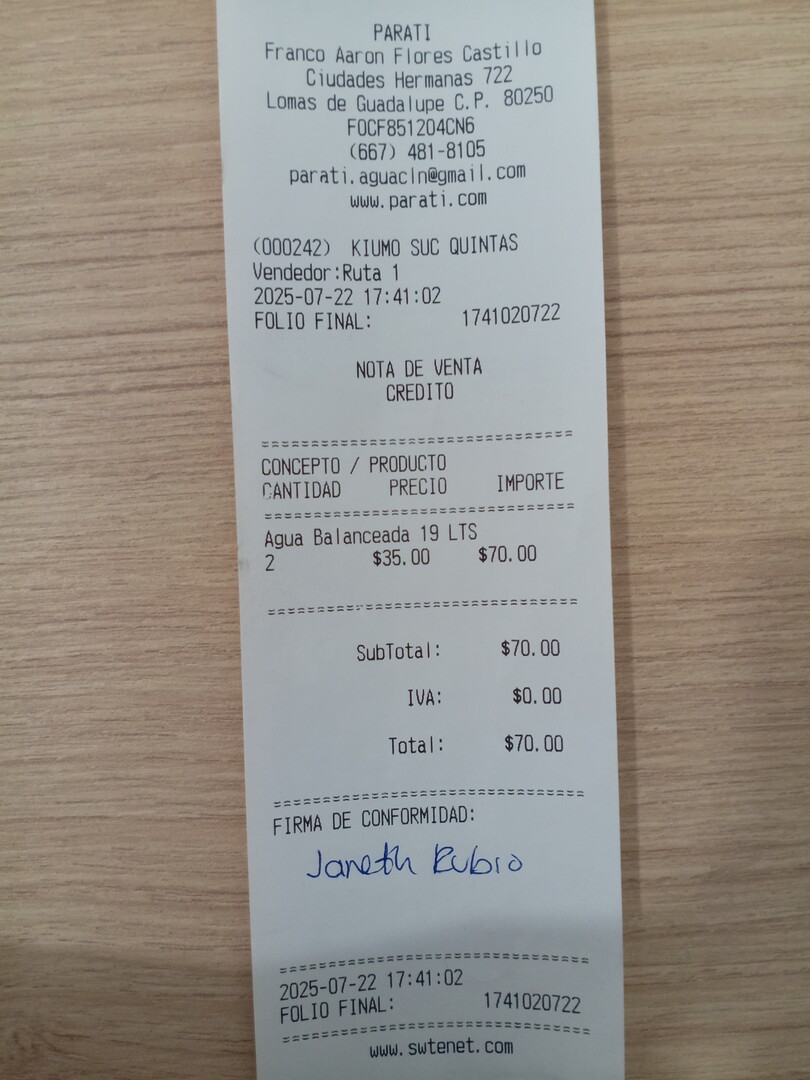 PARATI
Franco Aaron Flores Castillo
Ciudades Hermanas 722
Lomas de Guadalupe C.P. 80250
FOCF851204CN6
(667) 481-8105
parati.aguacln@gmail.com
www.parati.com
(000242) KIUMO SUC QUINTAS
Vendedor:Ruta 1
2025-07-22 17:41:02
FOLIO FINAL: 1741020722
NOTA DE VENTA
CREDITO
================================
CONCEPTO / PRODUCTO
CANTIDAD PRECIO IMPORTE
================================
Agua Balanceada 19 LTS
2 $35.00 $70.00
================================
SubTotal: $70.00
IVA: $0.00
Total: $70.00
================================
FIRMA DE CONFORMIDAD:
Janeth Rubio
================================
2025-07-22 17:41:02
FOLIO FINAL: 1741020722
================================
www.swtenet.com